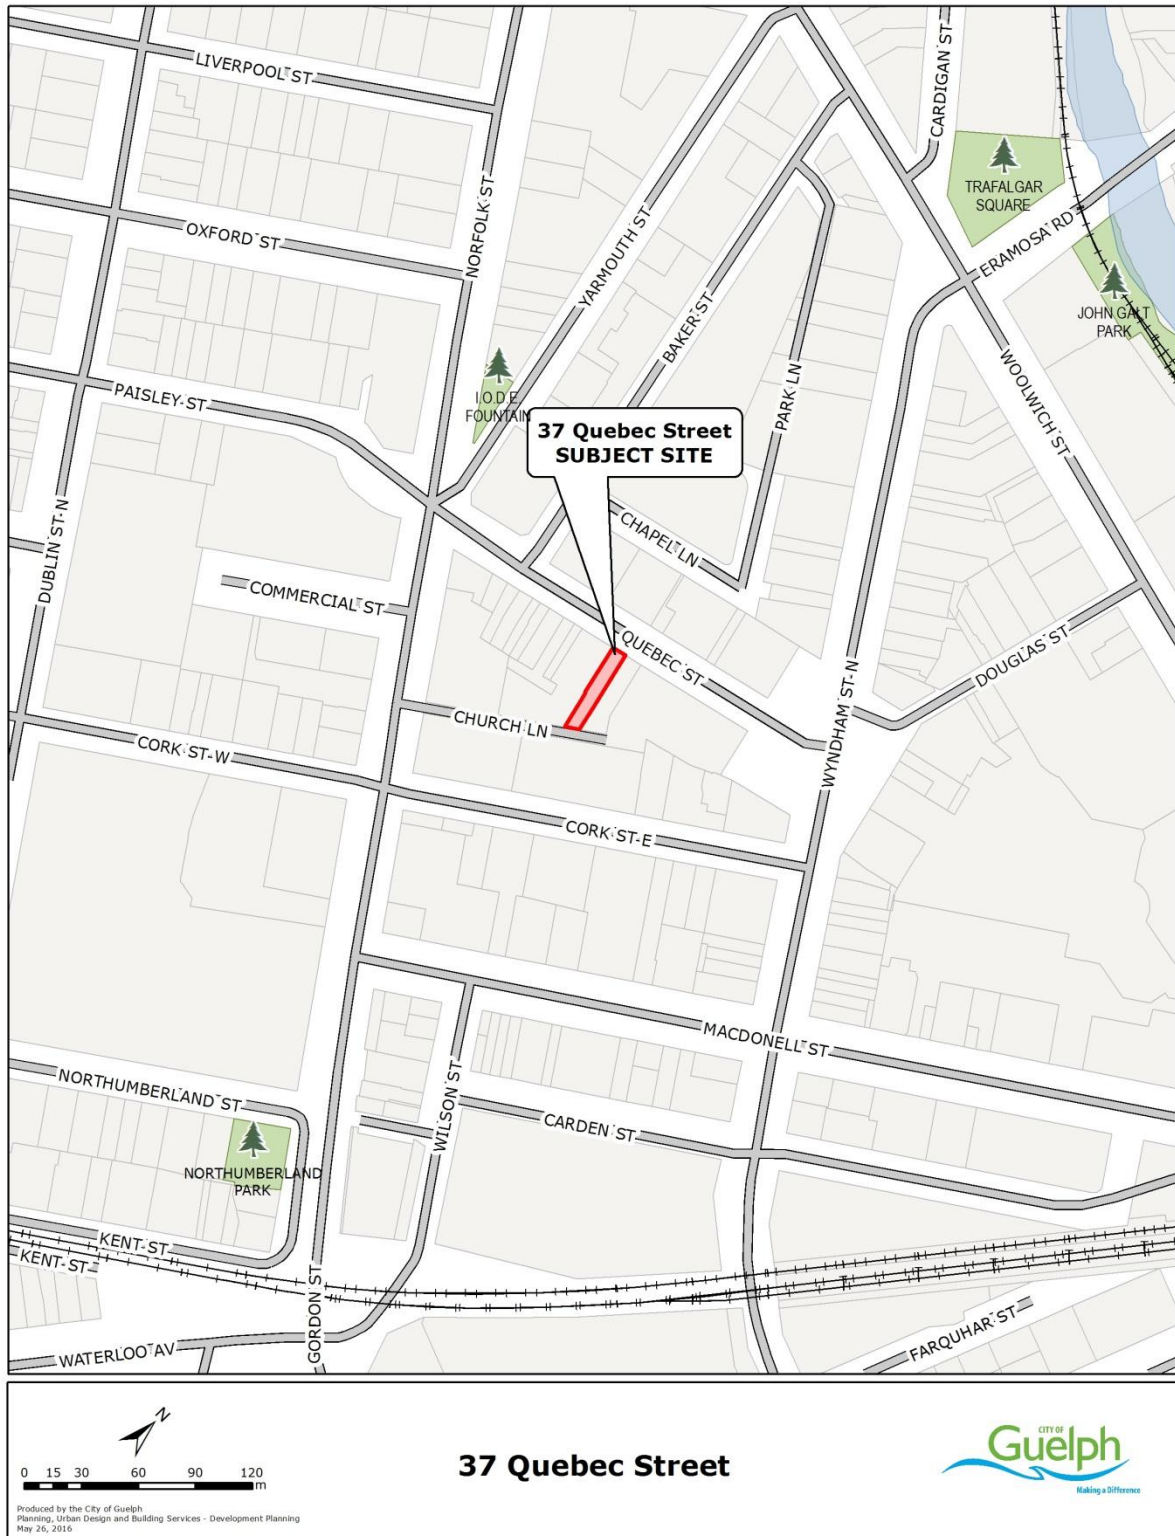 LIVERPOOL ST
CARDIGAN ST
TRAFALGAR
SQUARE
NORFOLK ST
OXFORD ST
YARMOUTH ST
ERAMOSA RD
BAKER ST
JOHN GALT
PARK
PAISLEY ST
I.O.D.E.
FOUNTAIN
PARK LN
WOOLWICH ST
37 Quebec Street
SUBJECT SITE
DUBLIN ST N
CHAPEL LN
COMMERCIAL ST
QUEBEC ST
DOUGLAS ST
CHURCH LN
WYNDHAM ST N
CORK ST W
CORK ST E
MACDONELL ST
NORTHUMBERLAND ST
WILSON ST
CARDEN ST
NORTHUMBERLAND
PARK
KENT ST
KENT ST
GORDON ST
WATERLOO AV
FARQUHAR ST
N
0 15 30 60 90 120
m
37 Quebec Street
CITY OF
Guelph
Making a Difference
Produced by the City of Guelph
Planning, Urban Design and Building Services - Development Planning
May 26, 2016